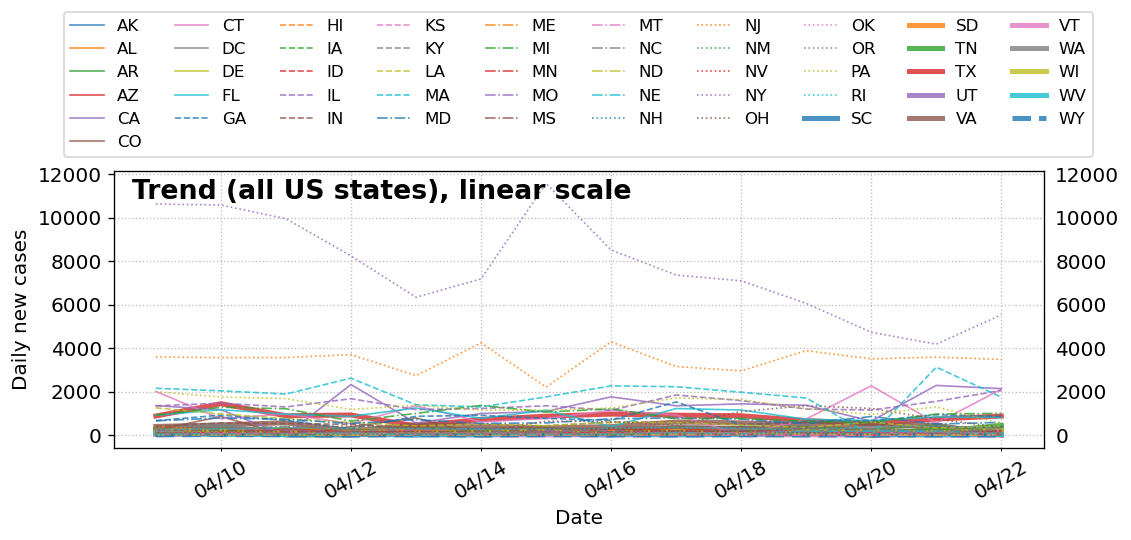 AK CT HI KS ME MT NJ OK SD VT
AL DC IA KY MI NC NM OR TN WA
AR DE ID LA MN ND NV PA TX WI
AZ FL IL MA MO NE NY RI UT WV
CA GA IN MD MS NH OH SC VA WY
CO
Trend (all US states), linear scale
12000 12000
10000 10000
8000 8000
6000 6000
4000 4000
2000 2000
0 0
Daily new cases
04/10 04/12 04/14 04/16 04/18 04/20 04/22
Date